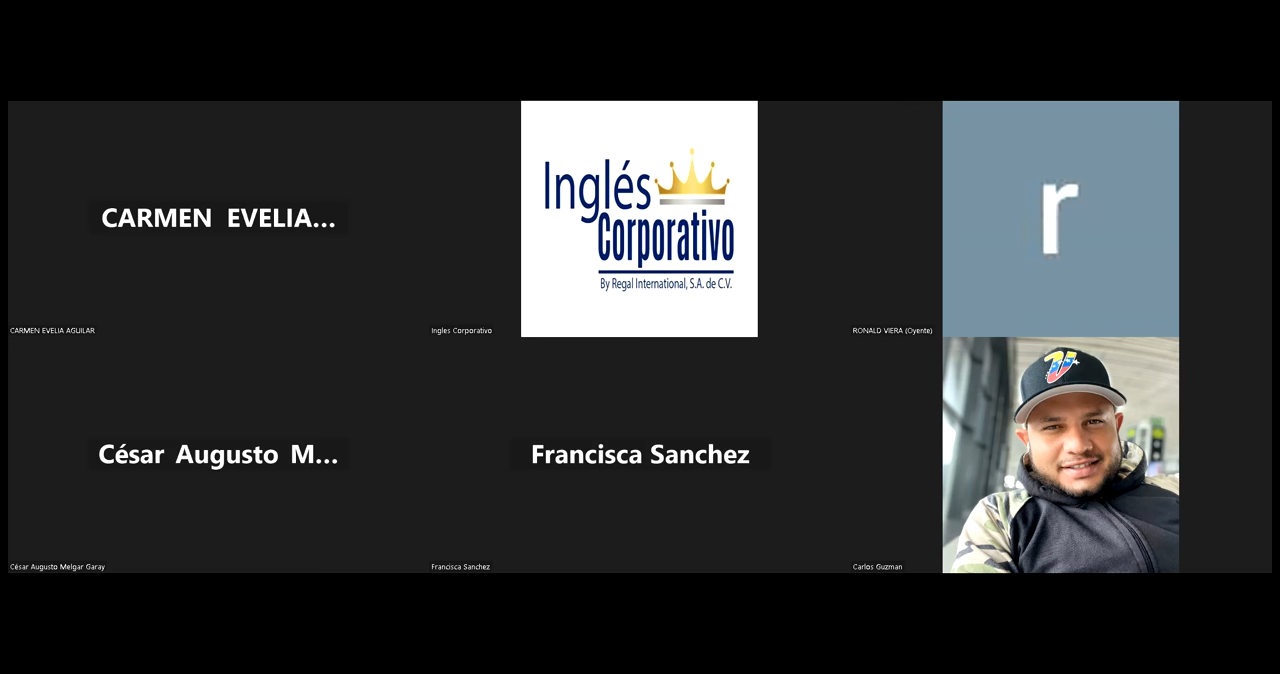 CARMEN EVELIA...
CARMEN EVELIA AGUILAR
Inglés
Corporativo
By Regal International, S.A. de C.V.
Ingles Corporativo
r
RONALD VIERA (Oyente)
César Augusto M...
César Augusto Melgar Garay
Francisca Sanchez
Francisca Sanchez
V
Carlos Guzman